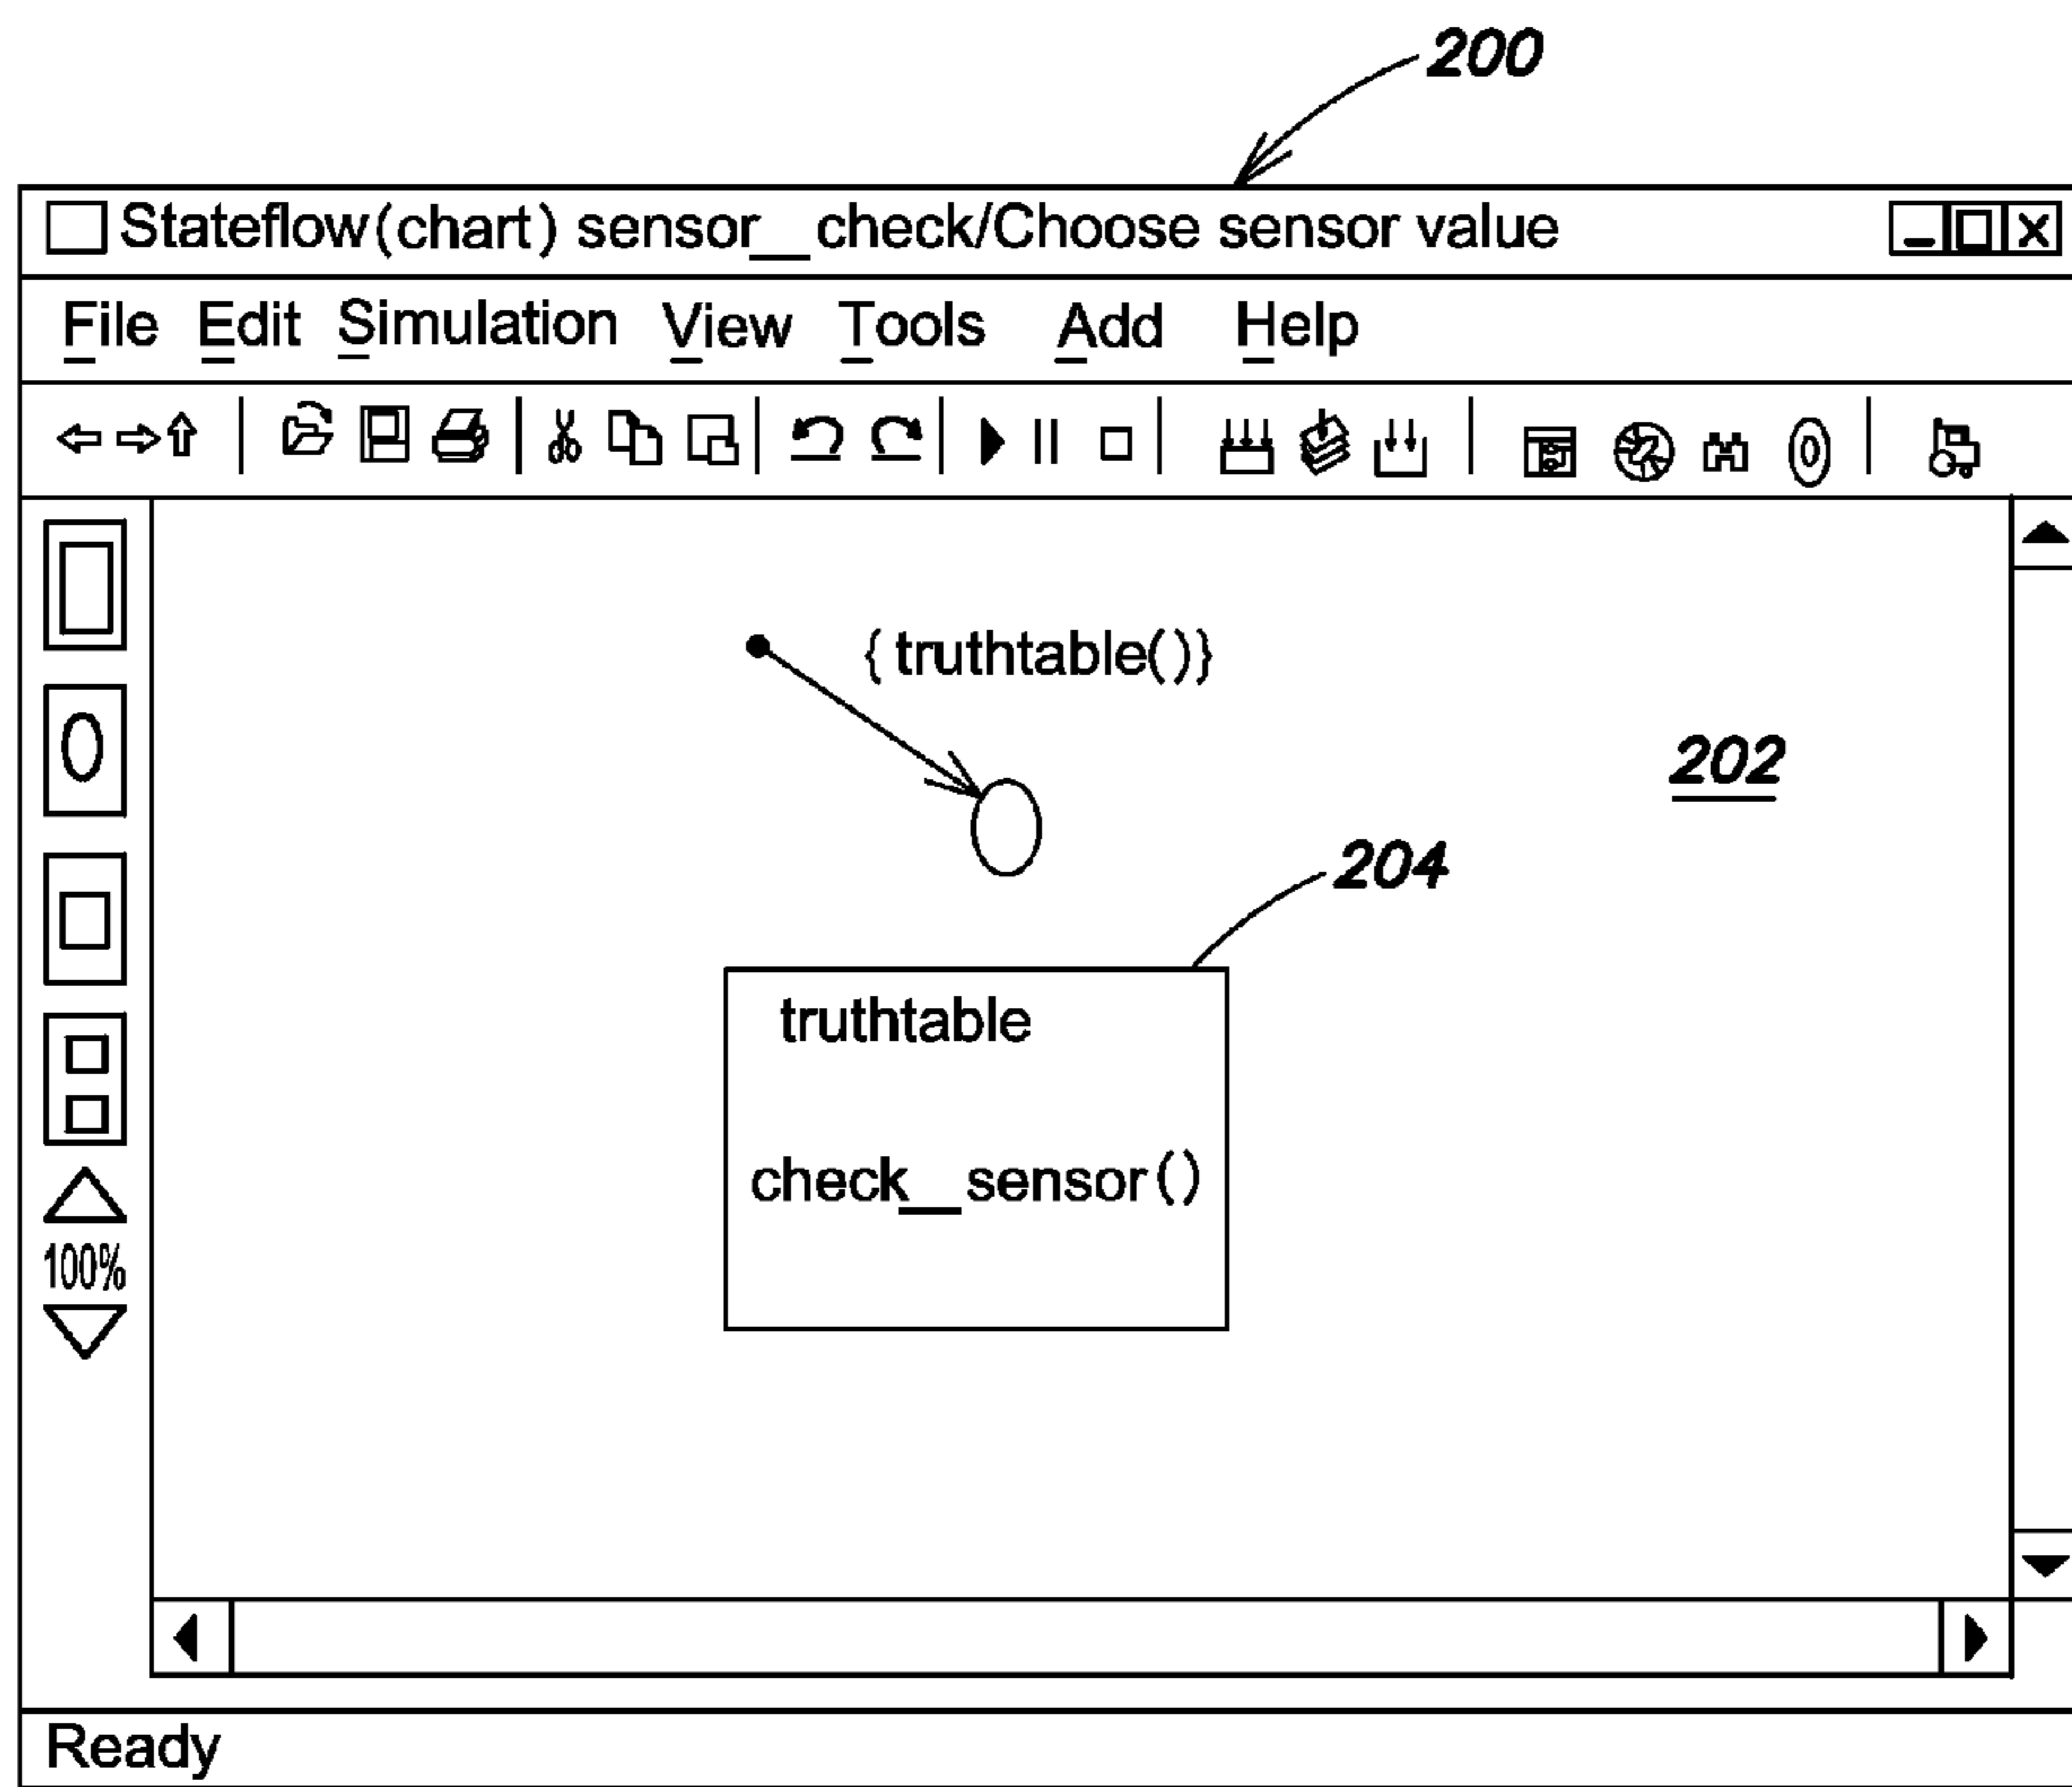 200
Stateflow(chart) sensor__check/Choose sensor value
File Edit Simulation View Tools Add Help
{ truthtable()}
202
204
truthtable
check__sensor()
100%
Ready